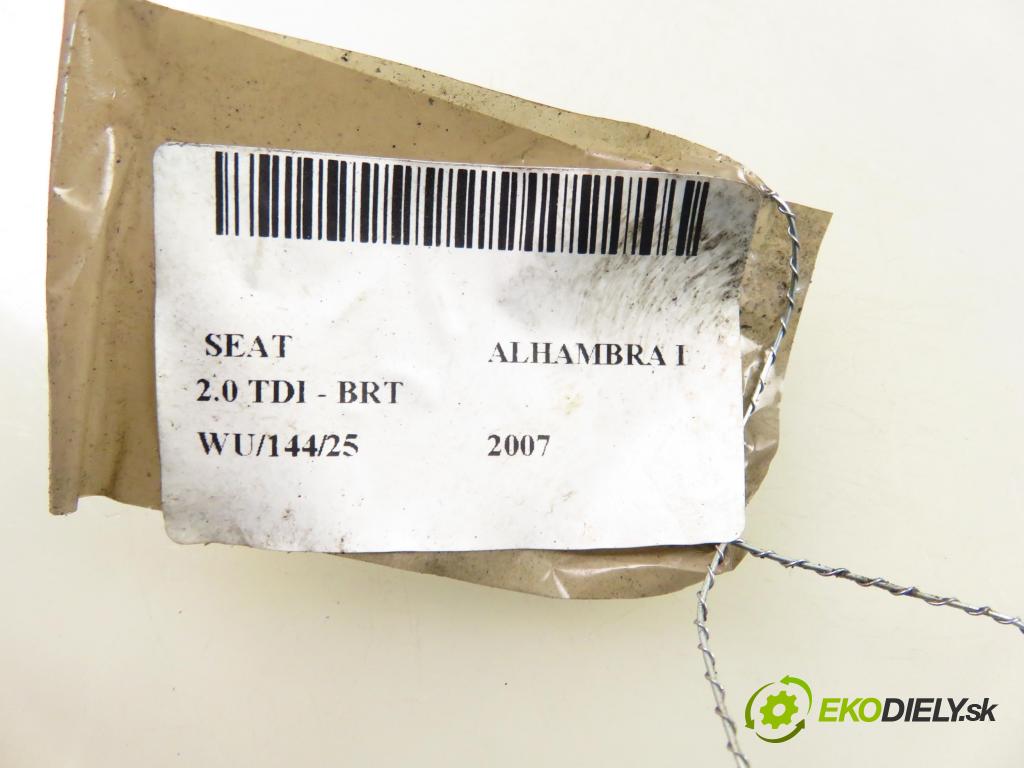 SEAT ALHAMBRA I
2.0 TDI - BRT
WU/144/25 2007
EKODIELY.sk